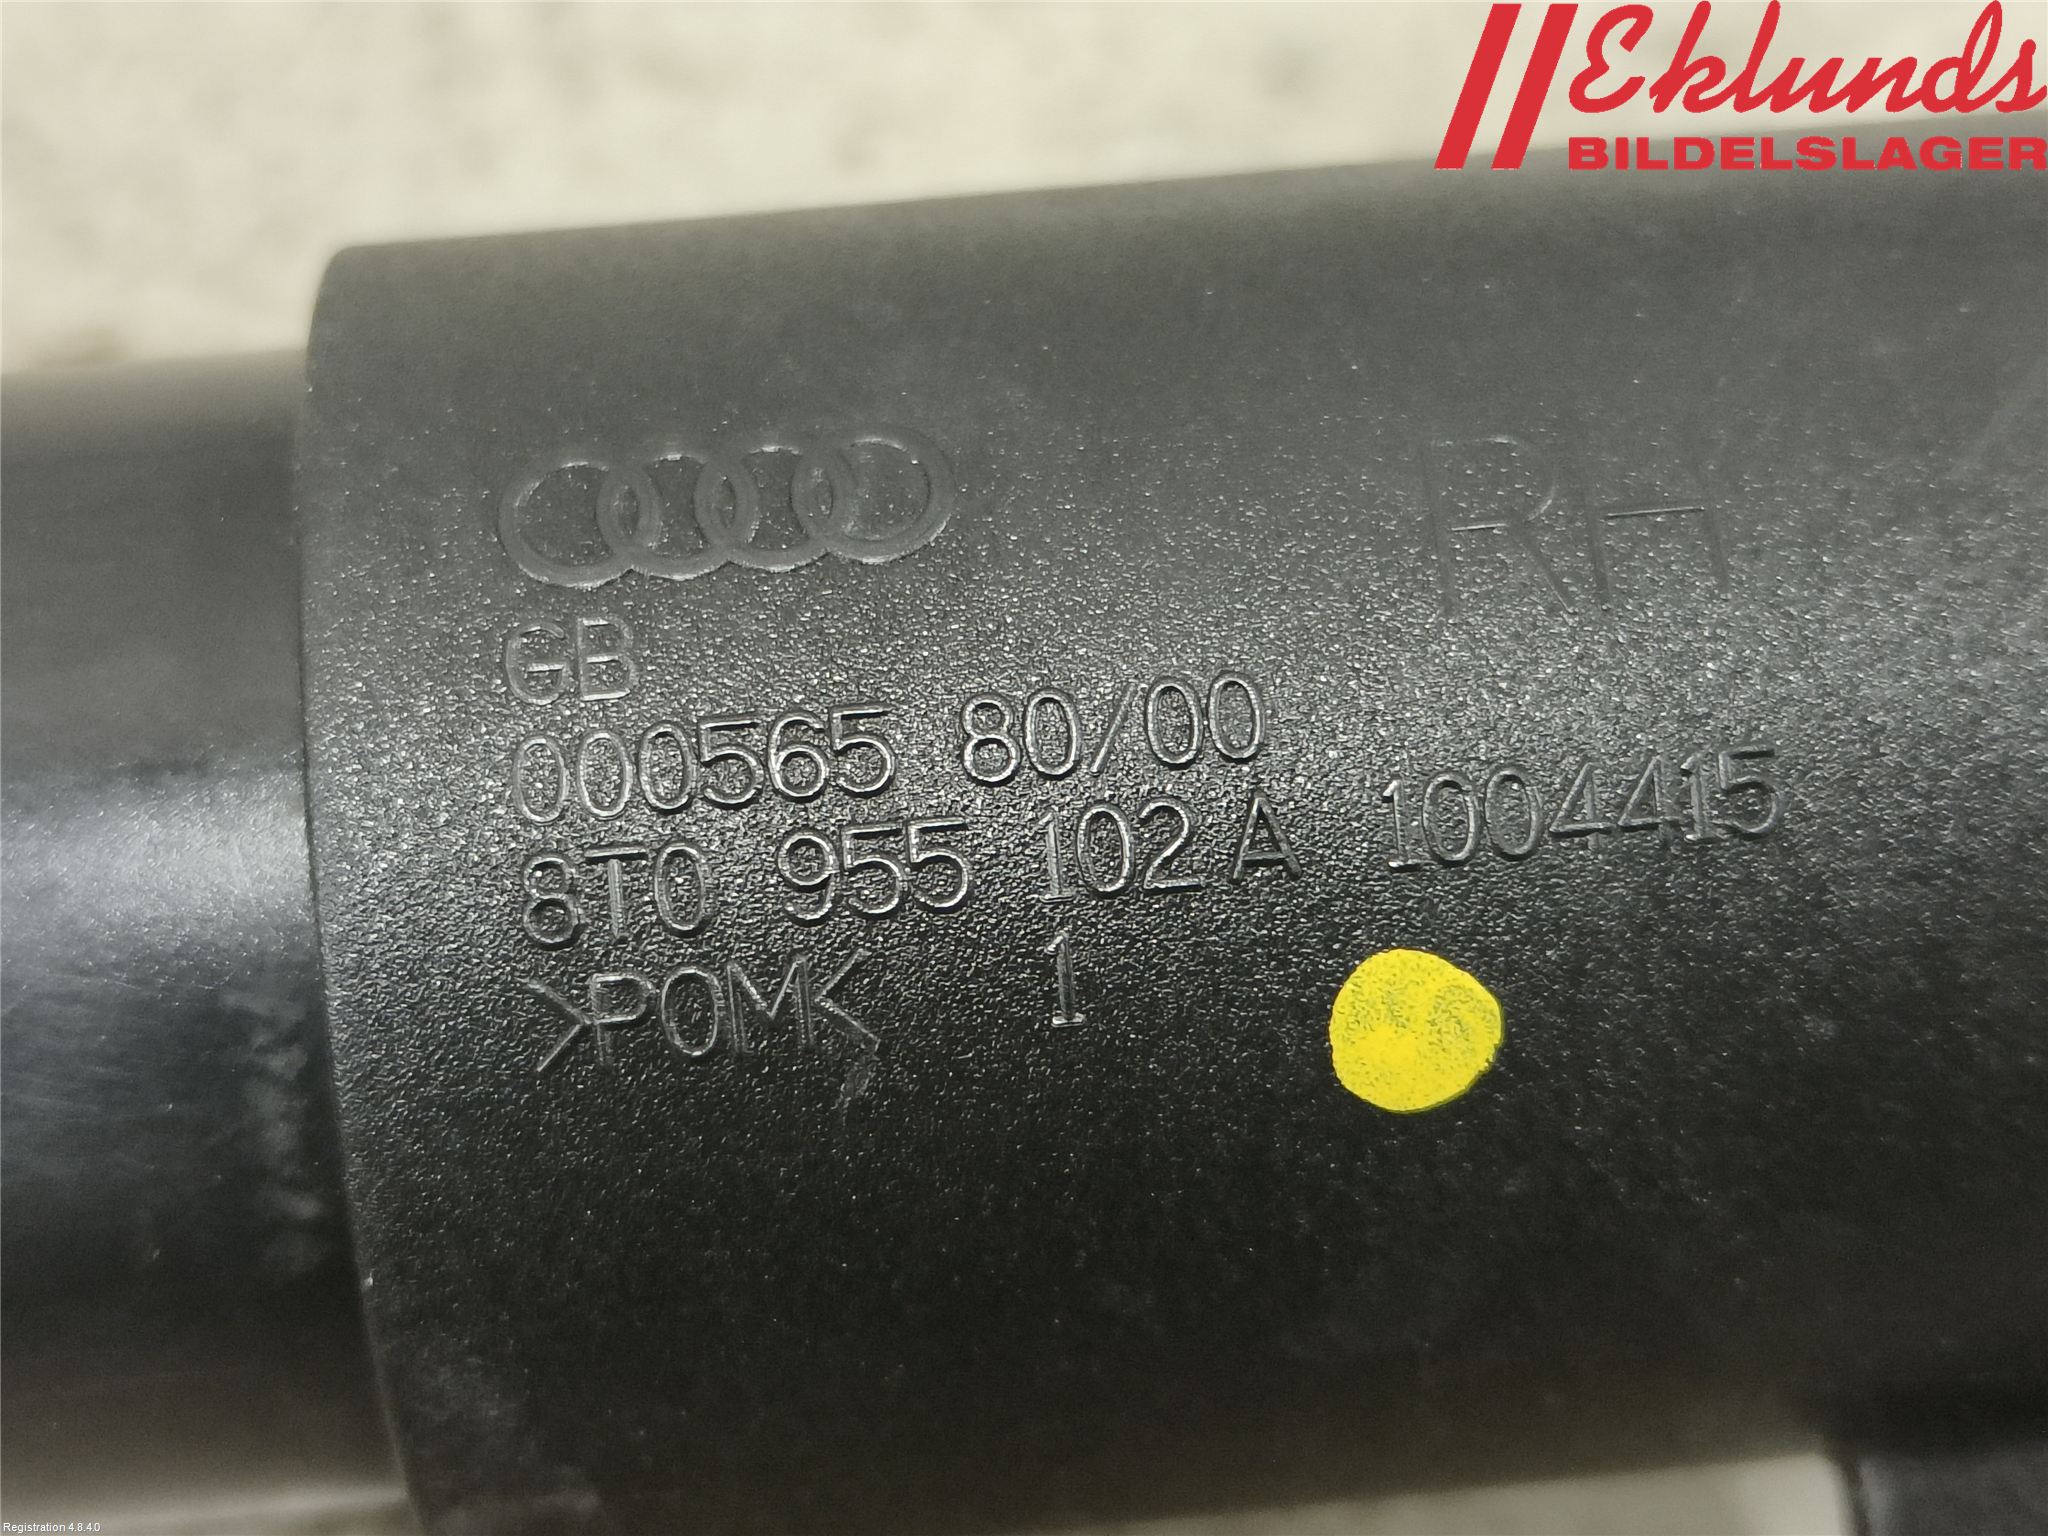 Eklunds
BILDELSLAGER
RH
GB
000565 80/00
8T0 955 102 A 1004415
>POM< 1
Registration 4.8.4.0